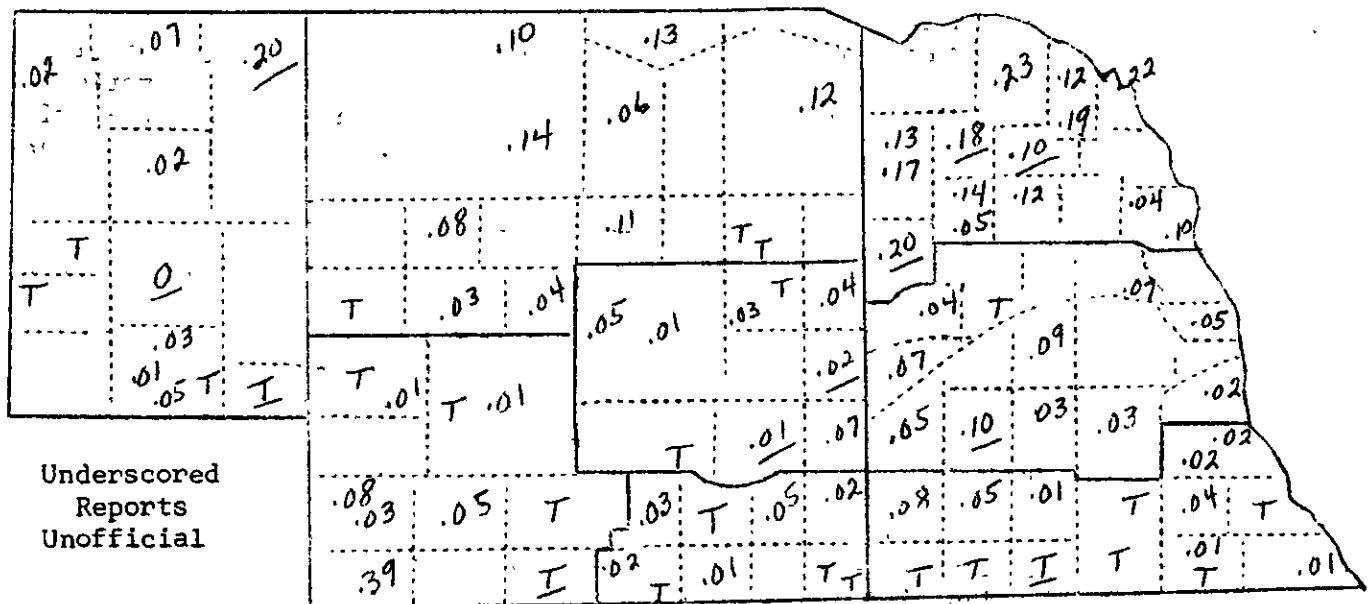 .10
.13
.07
.20
.02
.23
.12
.22
.06
.12
.19
.14
.13
.18
.10
.02
.17
.14
.12
.04
.08
.11
T
T
.05
.10
T
.20
O
T
T
.03
.04
.05
.01
.03
T
.04
.04
T
.07
.05
.03
.09
.07
.01
.05
T
I
T
.01
T
.01
.02
.02
T
.01
.07
.05
.10
.03
.03
.02
.02
Underscored
Reports
Unofficial
.08
.03
.05
T
.03
T
.05
.02
.08
.05
.01
T
.04
T
.39
I
.02
T
.01
T
T
T
T
I
T
.01
T
.01